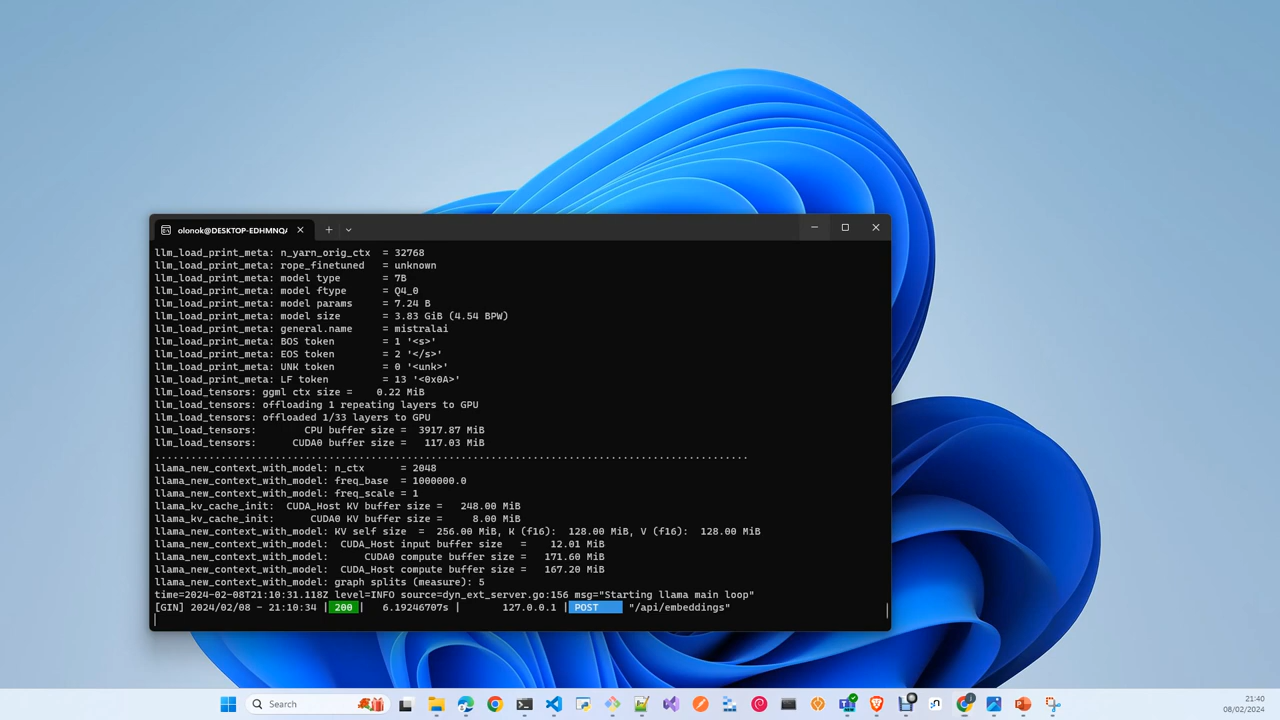 olonok@DESKTOP-EDHMNQA
llm_load_print_meta: n_yarn_orig_ctx  = 32768
llm_load_print_meta: rope_finetuned   = unknown
llm_load_print_meta: model type       = 7B
llm_load_print_meta: model ftype      = Q4_0
llm_load_print_meta: model params     = 7.24 B
llm_load_print_meta: model size       = 3.83 GiB (4.54 BPW)
llm_load_print_meta: general.name     = mistralai
llm_load_print_meta: BOS token        = 1 '<s>'
llm_load_print_meta: EOS token        = 2 '</s>'
llm_load_print_meta: UNK token        = 0 '<unk>'
llm_load_print_meta: LF token         = 13 '<0x0A>'
llm_load_tensors: ggml ctx size =    0.22 MiB
llm_load_tensors: offloading 1 repeating layers to GPU
llm_load_tensors: offloaded 1/33 layers to GPU
llm_load_tensors:        CPU buffer size =  3917.87 MiB
llm_load_tensors:      CUDA0 buffer size =   117.03 MiB
...................................................................................................
llama_new_context_with_model: n_ctx      = 2048
llama_new_context_with_model: freq_base  = 1000000.0
llama_new_context_with_model: freq_scale = 1
llama_kv_cache_init:  CUDA_Host KV buffer size =   248.00 MiB
llama_kv_cache_init:      CUDA0 KV buffer size =     8.00 MiB
llama_new_context_with_model: KV self size  =  256.00 MiB, K (f16):  128.00 MiB, V (f16):  128.00 MiB
llama_new_context_with_model:  CUDA_Host input buffer size   =    12.01 MiB
llama_new_context_with_model:      CUDA0 compute buffer size =   171.60 MiB
llama_new_context_with_model:  CUDA_Host compute buffer size =   167.20 MiB
llama_new_context_with_model: graph splits (measure): 5
time=2024-02-08T21:10:31.118Z level=INFO source=dyn_ext_server.go:156 msg="Starting llama main loop"
[GIN] 2024/02/08 - 21:10:34 | 200 |   6.19246707s |       127.0.0.1 | POST     "/api/embeddings"
Search
21:40
08/02/2024